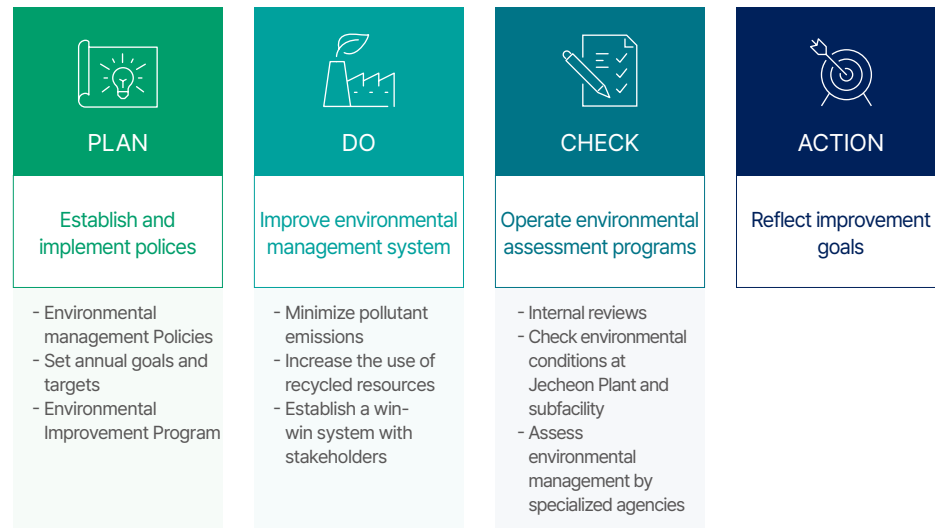 PLAN
Establish and
implement polices
- Environmental
management Policies
- Set annual goals and
targets
- Environmental
Improvement Program
DO
Improve environmental
management system
- Minimize pollutant
emissions
- Increase the use of
recycled resources
- Establish a win-
win system with
stakeholders
CHECK
Operate environmental
assessment programs
- Internal reviews
- Check environmental
conditions at
Jecheon Plant and
subfacility
- Assess
environmental
management by
specialized agencies
ACTION
Reflect improvement
goals